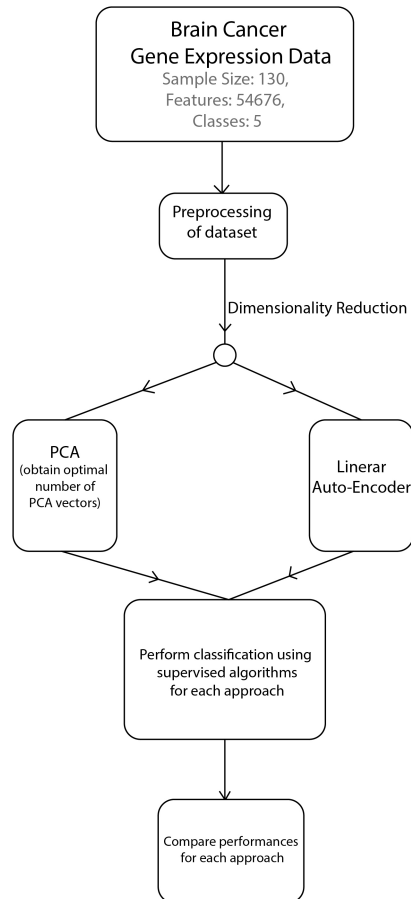 Brain Cancer
Gene Expression Data
Sample Size: 130,
Features: 54676,
Classes: 5
Preprocessing
of dataset
Dimensionality Reduction
PCA
(obtain optimal
number of
PCA vectors)
Linerar
Auto-Encoder
Perform classification using
supervised algorithms
for each approach
Compare performances
for each approach